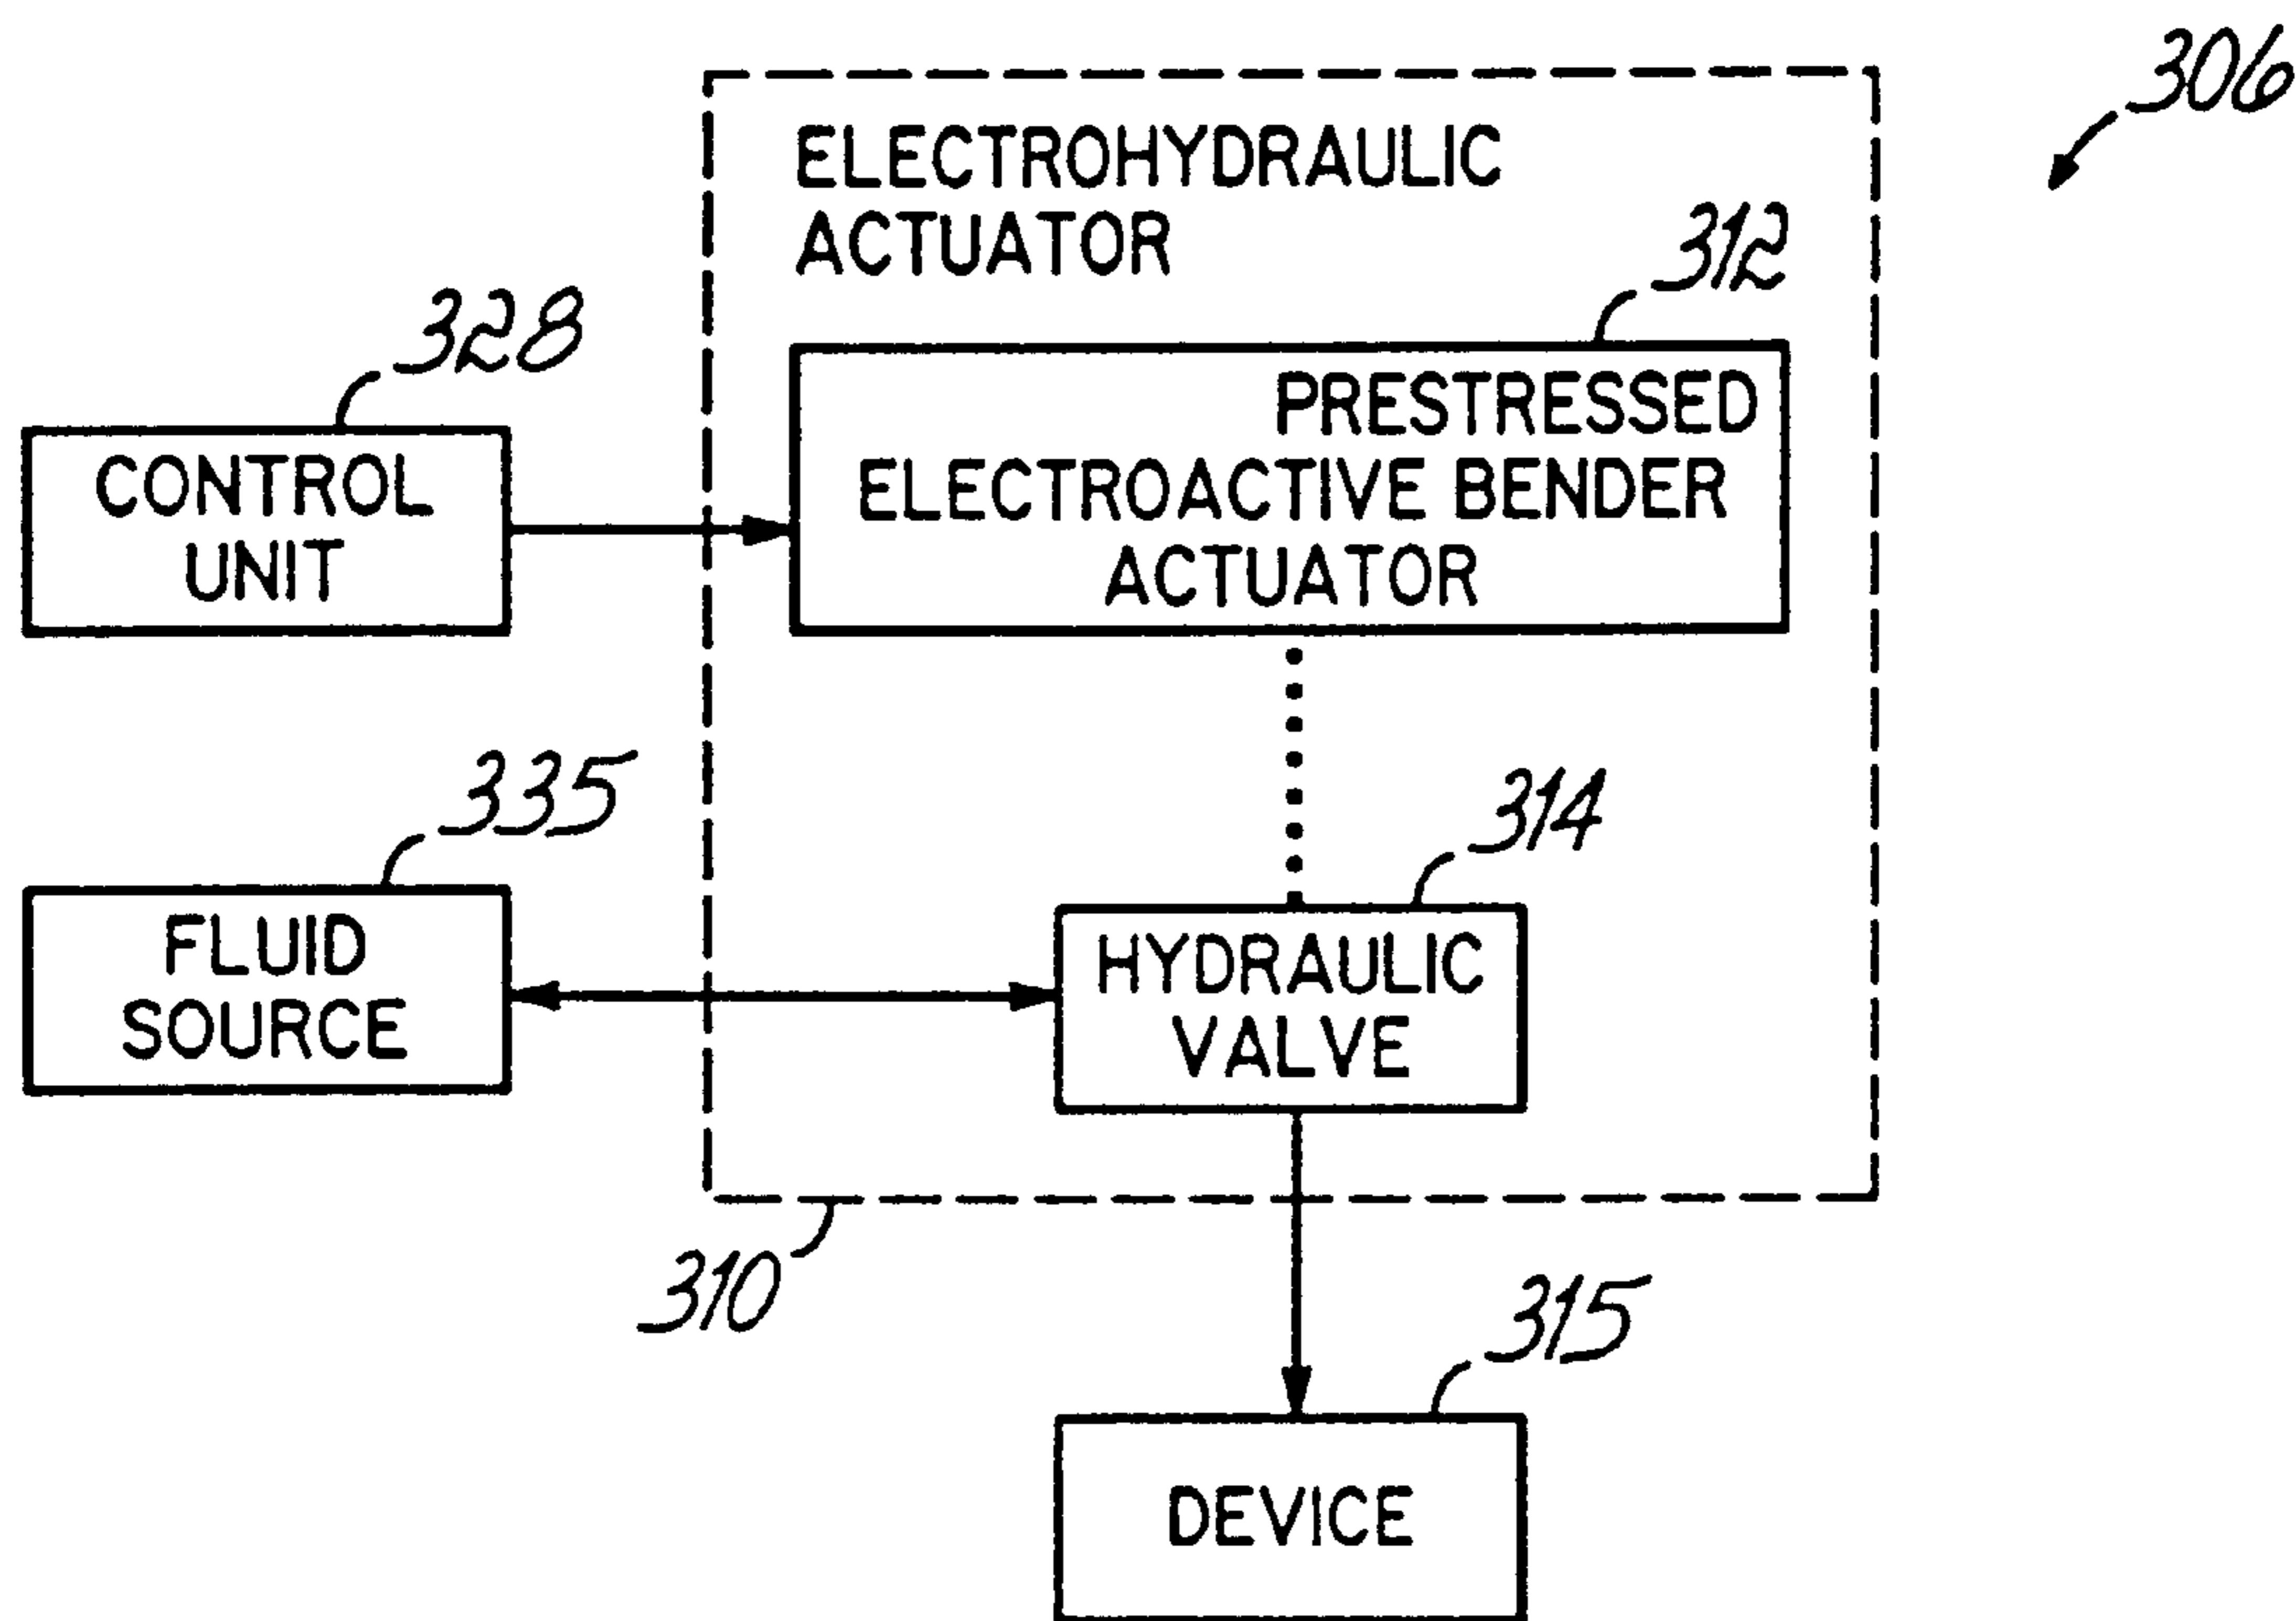 306
ELECTROHYDRAULIC
ACTUATOR
312
328
PRESTRESSED
ELECTROACTIVE BENDER
ACTUATOR
CONTROL
UNIT
335
314
FLUID
SOURCE
HYDRAULIC
VALVE
310
315
DEVICE